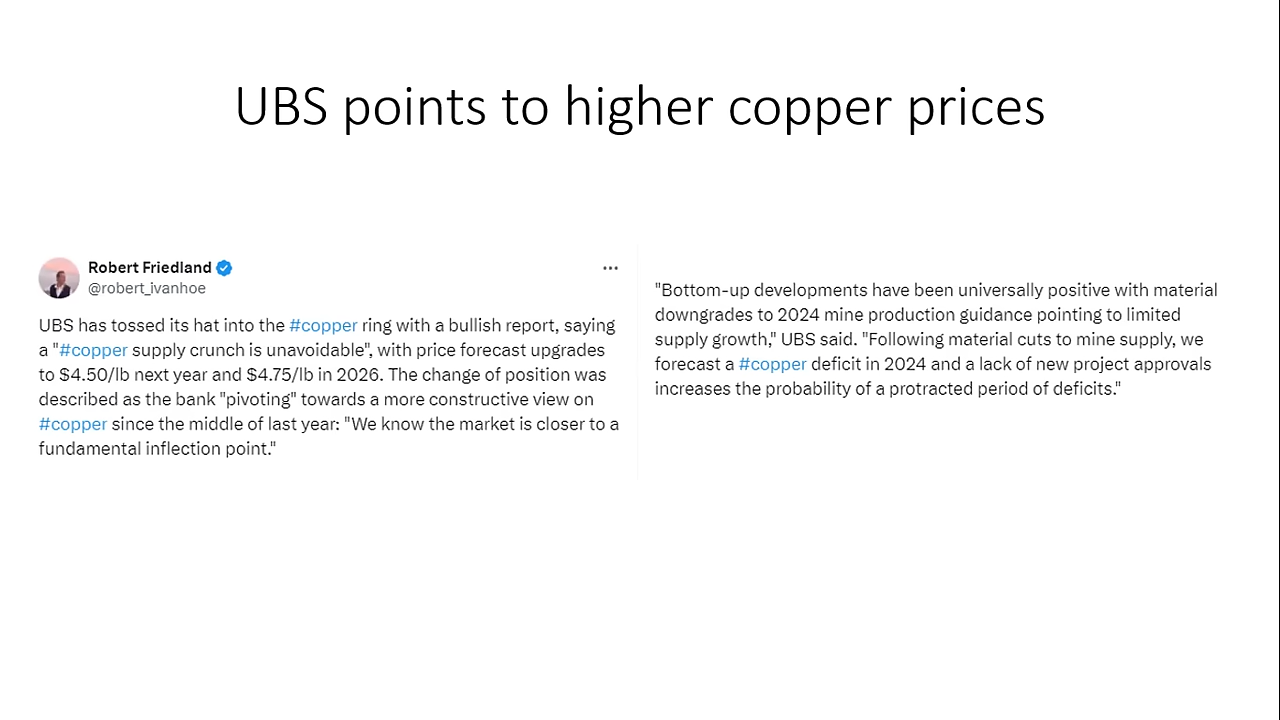 UBS points to higher copper prices
Robert Friedland
@robert_ivanhoe
UBS has tossed its hat into the #copper ring with a bullish report, saying
a "#copper supply crunch is unavoidable", with price forecast upgrades
to $4.50/lb next year and $4.75/lb in 2026. The change of position was
described as the bank "pivoting" towards a more constructive view on
#copper since the middle of last year: "We know the market is closer to a
fundamental inflection point."
"Bottom-up developments have been universally positive with material
downgrades to 2024 mine production guidance pointing to limited
supply growth," UBS said. "Following material cuts to mine supply, we
forecast a #copper deficit in 2024 and a lack of new project approvals
increases the probability of a protracted period of deficits."